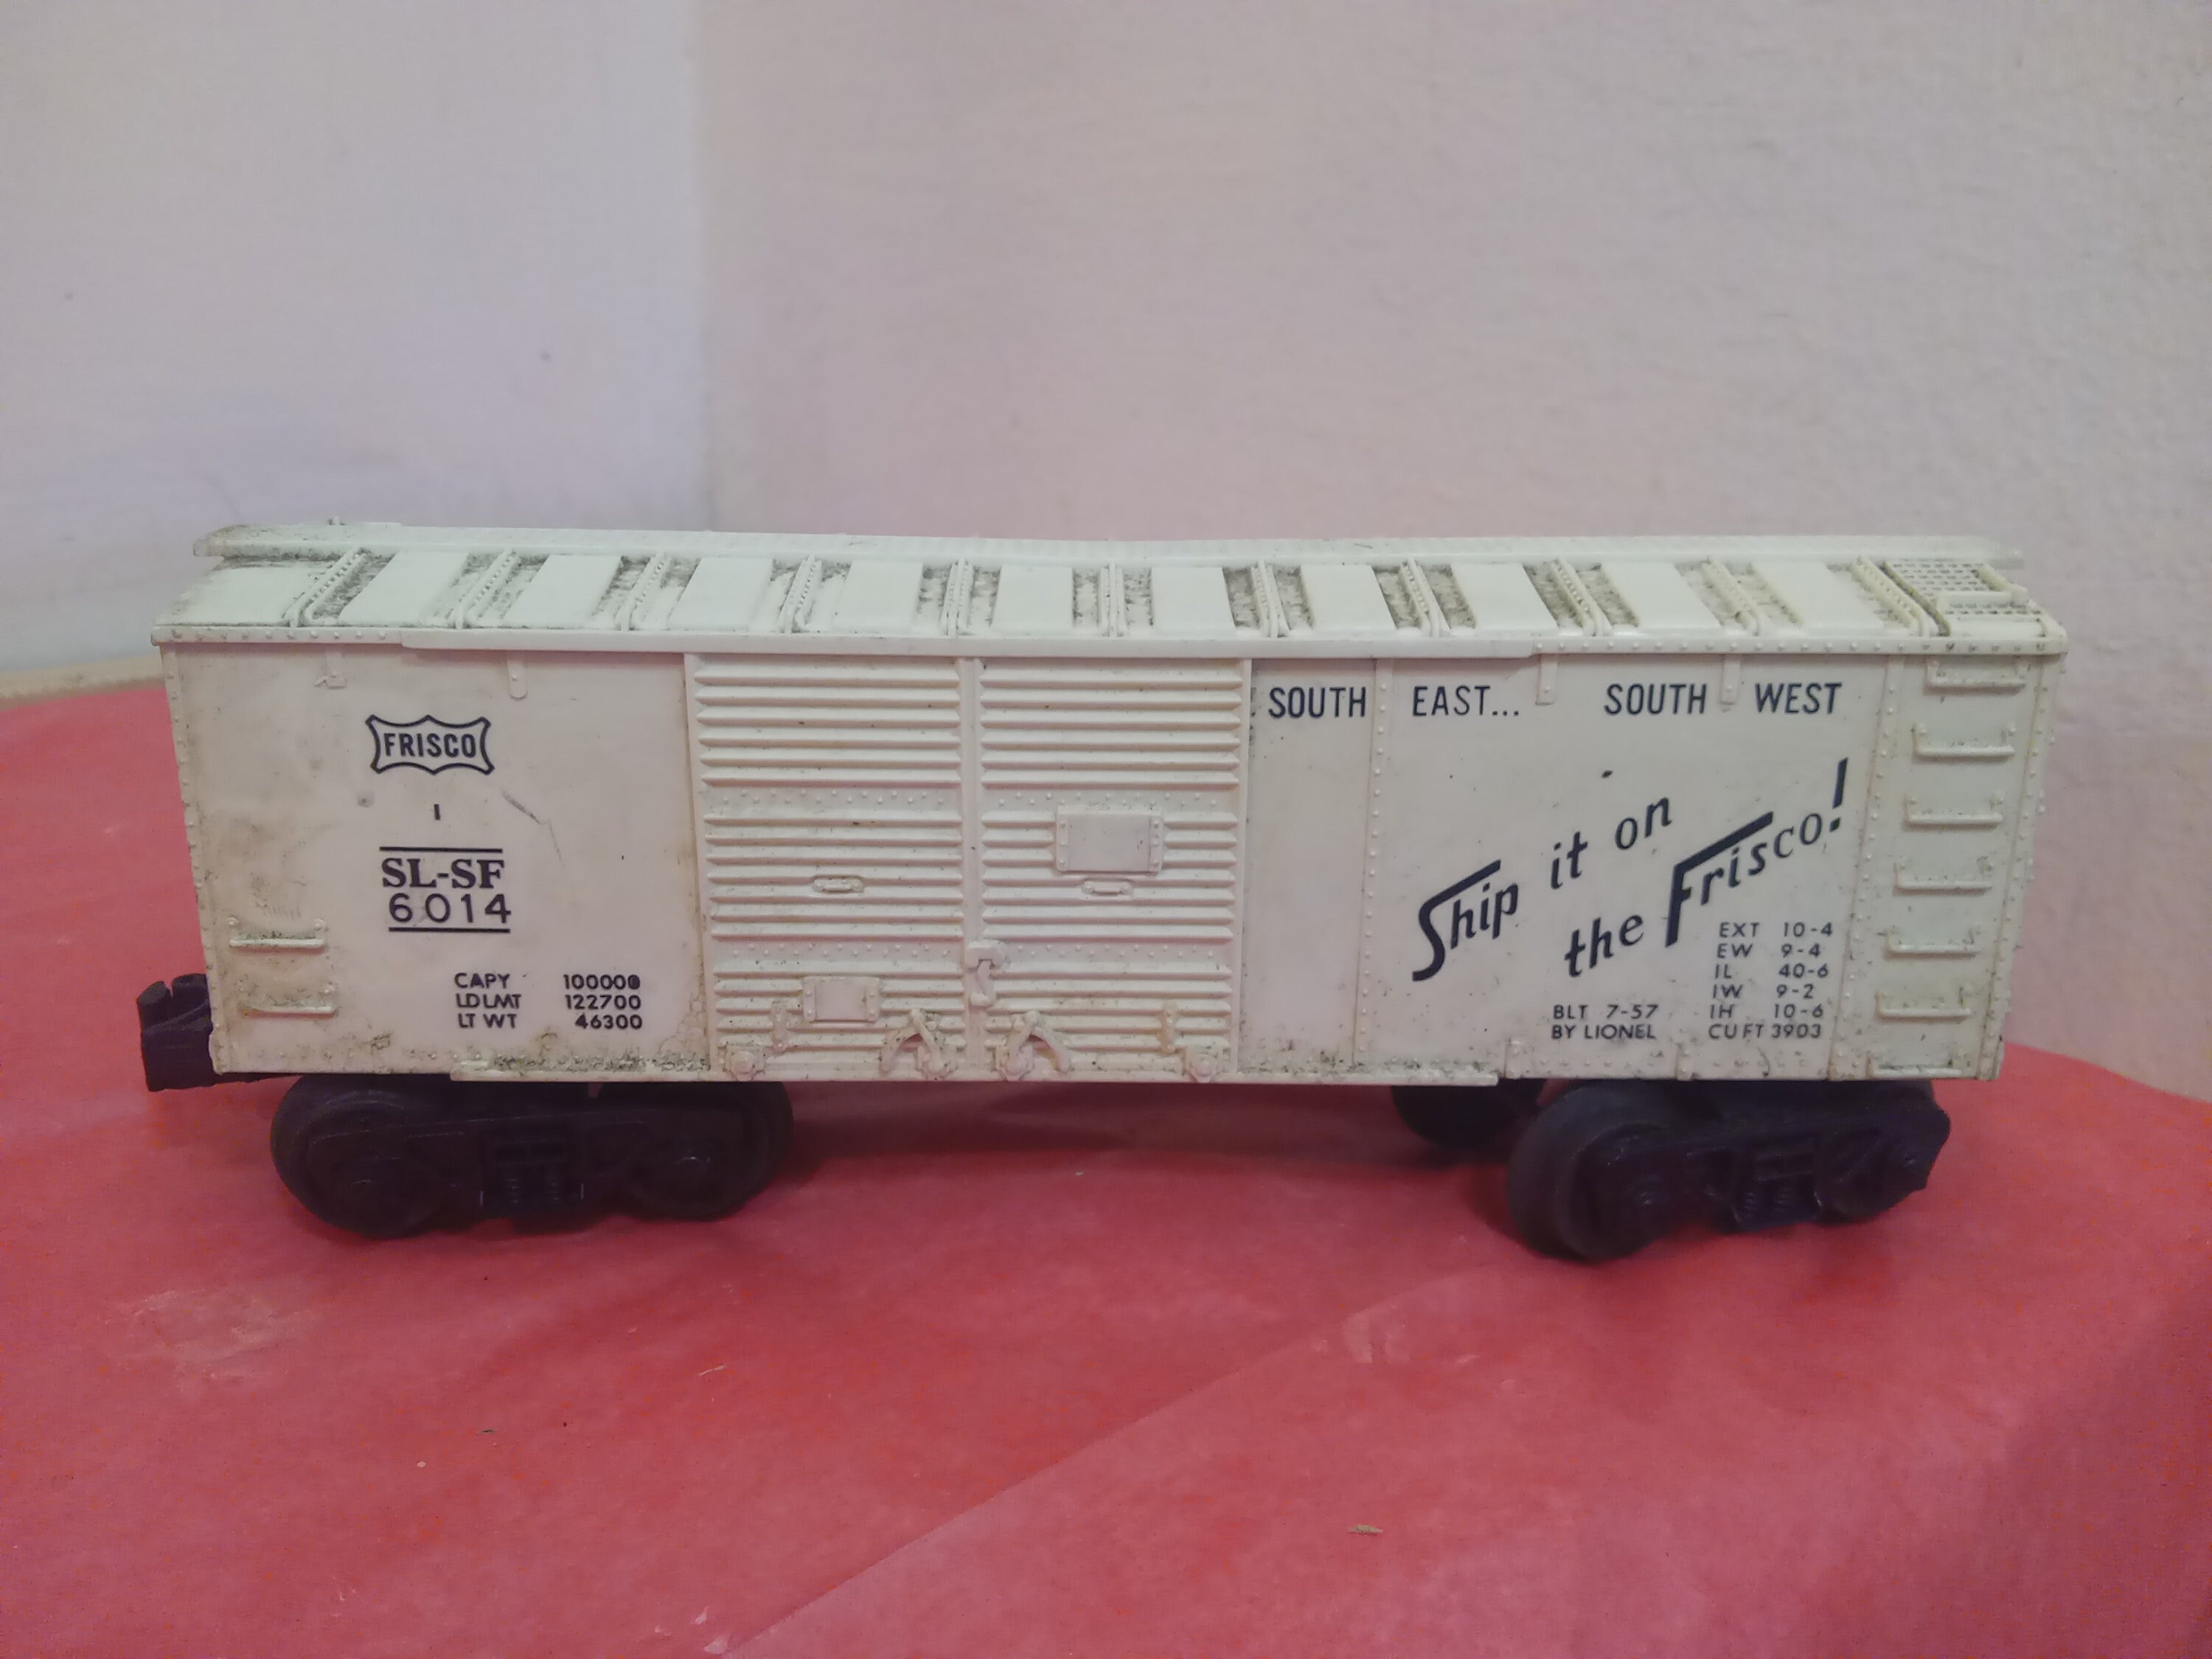 FRISCO
I
SL-SF
6014
CAPY 100000
LD LMT 122700
LT WT 46300
SOUTH EAST... SOUTH WEST
Ship it on
the Frisco!
EXT 10-4
EW 9-4
IL 40-6
IW 9-2
BLT 7-57 IH 10-6
BY LIONEL CU FT 3903